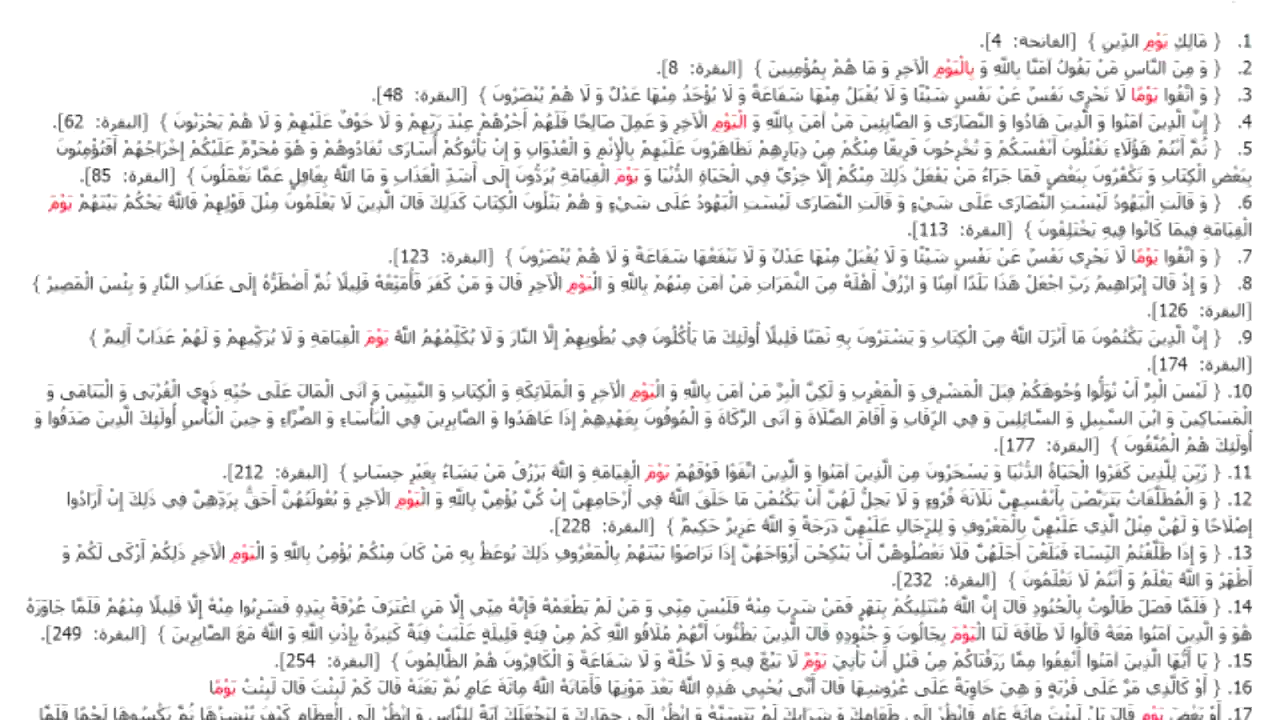 1. { مَالِكِ يَوْمِ الدِّينِ } [الفاتحة: 4].
2. { وَ مِنَ النَّاسِ مَنْ يَقُولُ آمَنَّا بِاللَّهِ وَ بِالْيَوْمِ الْآخِرِ وَ مَا هُمْ بِمُؤْمِنِينَ } [البقرة: 8].
3. { وَ اتَّقُوا يَوْمًا لَا تَجْزِي نَفْسٌ عَنْ نَفْسٍ شَيْئًا وَ لَا يُقْبَلُ مِنْهَا شَفَاعَةٌ وَ لَا يُؤْخَذُ مِنْهَا عَدْلٌ وَ لَا هُمْ يُنْصَرُونَ } [البقرة: 48].
4. { إِنَّ الَّذِينَ آمَنُوا وَ الَّذِينَ هَادُوا وَ النَّصَارَى وَ الصَّابِئِينَ مَنْ آمَنَ بِاللَّهِ وَ الْيَوْمِ الْآخِرِ وَ عَمِلَ صَالِحًا فَلَهُمْ أَجْرُهُمْ عِنْدَ رَبِّهِمْ وَ لَا خَوْفٌ عَلَيْهِمْ وَ لَا هُمْ يَحْزَنُونَ } [البقرة: 62].
5. { ثُمَّ أَنْتُمْ هَؤُلَاءِ تَقْتُلُونَ أَنْفُسَكُمْ وَ تُخْرِجُونَ فَرِيقًا مِنْكُمْ مِنْ دِيَارِهِمْ تَظَاهَرُونَ عَلَيْهِمْ بِالْإِثْمِ وَ الْعُدْوَانِ وَ إِنْ يَأْتُوكُمْ أُسَارَى تُفَادُوهُمْ وَ هُوَ مُحَرَّمٌ عَلَيْكُمْ إِخْرَاجُهُمْ أَفَتُؤْمِنُونَ
بِبَعْضِ الْكِتَابِ وَ تَكْفُرُونَ بِبَعْضٍ فَمَا جَزَاءُ مَنْ يَفْعَلُ ذَلِكَ مِنْكُمْ إِلَّا خِزْيٌ فِي الْحَيَاةِ الدُّنْيَا وَ يَوْمَ الْقِيَامَةِ يُرَدُّونَ إِلَى أَشَدِّ الْعَذَابِ وَ مَا اللَّهُ بِغَافِلٍ عَمَّا تَعْمَلُونَ } [البقرة: 85].
6. { وَ قَالَتِ الْيَهُودُ لَيْسَتِ النَّصَارَى عَلَى شَيْءٍ وَ قَالَتِ النَّصَارَى لَيْسَتِ الْيَهُودُ عَلَى شَيْءٍ وَ هُمْ يَتْلُونَ الْكِتَابَ كَذَلِكَ قَالَ الَّذِينَ لَا يَعْلَمُونَ مِثْلَ قَوْلِهِمْ فَاللَّهُ يَحْكُمُ بَيْنَهُمْ يَوْمَ
الْقِيَامَةِ فِيمَا كَانُوا فِيهِ يَخْتَلِفُونَ } [البقرة: 113].
7. { وَ اتَّقُوا يَوْمًا لَا تَجْزِي نَفْسٌ عَنْ نَفْسٍ شَيْئًا وَ لَا يُقْبَلُ مِنْهَا عَدْلٌ وَ لَا تَنْفَعُهَا شَفَاعَةٌ وَ لَا هُمْ يُنْصَرُونَ } [البقرة: 123].
8. { وَ إِذْ قَالَ إِبْرَاهِيمُ رَبِّ اجْعَلْ هَذَا بَلَدًا آمِنًا وَ ارْزُقْ أَهْلَهُ مِنَ الثَّمَرَاتِ مَنْ آمَنَ مِنْهُمْ بِاللَّهِ وَ الْيَوْمِ الْآخِرِ قَالَ وَ مَنْ كَفَرَ فَأُمَتِّعُهُ قَلِيلًا ثُمَّ أَضْطَرُّهُ إِلَى عَذَابِ النَّارِ وَ بِئْسَ الْمَصِيرُ }
[البقرة: 126].
9. { إِنَّ الَّذِينَ يَكْتُمُونَ مَا أَنْزَلَ اللَّهُ مِنَ الْكِتَابِ وَ يَشْتَرُونَ بِهِ ثَمَنًا قَلِيلًا أُولَئِكَ مَا يَأْكُلُونَ فِي بُطُونِهِمْ إِلَّا النَّارَ وَ لَا يُكَلِّمُهُمُ اللَّهُ يَوْمَ الْقِيَامَةِ وَ لَا يُزَكِّيهِمْ وَ لَهُمْ عَذَابٌ أَلِيمٌ }
[البقرة: 174].
10. { لَيْسَ الْبِرَّ أَنْ تُوَلُّوا وُجُوهَكُمْ قِبَلَ الْمَشْرِقِ وَ الْمَغْرِبِ وَ لَكِنَّ الْبِرَّ مَنْ آمَنَ بِاللَّهِ وَ الْيَوْمِ الْآخِرِ وَ الْمَلَائِكَةِ وَ الْكِتَابِ وَ النَّبِيِّينَ وَ آتَى الْمَالَ عَلَى حُبِّهِ ذَوِي الْقُرْبَى وَ الْيَتَامَى وَ
الْمَسَاكِينَ وَ ابْنَ السَّبِيلِ وَ السَّائِلِينَ وَ فِي الرِّقَابِ وَ أَقَامَ الصَّلَاةَ وَ آتَى الزَّكَاةَ وَ الْمُوفُونَ بِعَهْدِهِمْ إِذَا عَاهَدُوا وَ الصَّابِرِينَ فِي الْبَأْسَاءِ وَ الضَّرَّاءِ وَ حِينَ الْبَأْسِ أُولَئِكَ الَّذِينَ صَدَقُوا وَ
أُولَئِكَ هُمُ الْمُتَّقُونَ } [البقرة: 177].
11. { زُيِّنَ لِلَّذِينَ كَفَرُوا الْحَيَاةُ الدُّنْيَا وَ يَسْخَرُونَ مِنَ الَّذِينَ آمَنُوا وَ الَّذِينَ اتَّقَوْا فَوْقَهُمْ يَوْمَ الْقِيَامَةِ وَ اللَّهُ يَرْزُقُ مَنْ يَشَاءُ بِغَيْرِ حِسَابٍ } [البقرة: 212].
12. { وَ الْمُطَلَّقَاتُ يَتَرَبَّصْنَ بِأَنْفُسِهِنَّ ثَلَاثَةَ قُرُوءٍ وَ لَا يَحِلُّ لَهُنَّ أَنْ يَكْتُمْنَ مَا خَلَقَ اللَّهُ فِي أَرْحَامِهِنَّ إِنْ كُنَّ يُؤْمِنَّ بِاللَّهِ وَ الْيَوْمِ الْآخِرِ وَ بُعُولَتُهُنَّ أَحَقُّ بِرَدِّهِنَّ فِي ذَلِكَ إِنْ أَرَادُوا
إِصْلَاحًا وَ لَهُنَّ مِثْلُ الَّذِي عَلَيْهِنَّ بِالْمَعْرُوفِ وَ لِلرِّجَالِ عَلَيْهِنَّ دَرَجَةٌ وَ اللَّهُ عَزِيزٌ حَكِيمٌ } [البقرة: 228].
13. { وَ إِذَا طَلَّقْتُمُ النِّسَاءَ فَبَلَغْنَ أَجَلَهُنَّ فَلَا تَعْضُلُوهُنَّ أَنْ يَنْكِحْنَ أَزْوَاجَهُنَّ إِذَا تَرَاضَوْا بَيْنَهُمْ بِالْمَعْرُوفِ ذَلِكَ يُوعَظُ بِهِ مَنْ كَانَ مِنْكُمْ يُؤْمِنُ بِاللَّهِ وَ الْيَوْمِ الْآخِرِ ذَلِكُمْ أَزْكَى لَكُمْ وَ
أَطْهَرُ وَ اللَّهُ يَعْلَمُ وَ أَنْتُمْ لَا تَعْلَمُونَ } [البقرة: 232].
14. { فَلَمَّا فَصَلَ طَالُوتُ بِالْجُنُودِ قَالَ إِنَّ اللَّهَ مُبْتَلِيكُمْ بِنَهَرٍ فَمَنْ شَرِبَ مِنْهُ فَلَيْسَ مِنِّي وَ مَنْ لَمْ يَطْعَمْهُ فَإِنَّهُ مِنِّي إِلَّا مَنِ اغْتَرَفَ غُرْفَةً بِيَدِهِ فَشَرِبُوا مِنْهُ إِلَّا قَلِيلًا مِنْهُمْ فَلَمَّا جَاوَزَهُ
هُوَ وَ الَّذِينَ آمَنُوا مَعَهُ قَالُوا لَا طَاقَةَ لَنَا الْيَوْمَ بِجَالُوتَ وَ جُنُودِهِ قَالَ الَّذِينَ يَظُنُّونَ أَنَّهُمْ مُلَاقُو اللَّهِ كَمْ مِنْ فِئَةٍ قَلِيلَةٍ غَلَبَتْ فِئَةً كَثِيرَةً بِإِذْنِ اللَّهِ وَ اللَّهُ مَعَ الصَّابِرِينَ } [البقرة: 249].
15. { يَا أَيُّهَا الَّذِينَ آمَنُوا أَنْفِقُوا مِمَّا رَزَقْنَاكُمْ مِنْ قَبْلِ أَنْ يَأْتِيَ يَوْمٌ لَا بَيْعٌ فِيهِ وَ لَا خُلَّةٌ وَ لَا شَفَاعَةٌ وَ الْكَافِرُونَ هُمُ الظَّالِمُونَ } [البقرة: 254].
16. { أَوْ كَالَّذِي مَرَّ عَلَى قَرْيَةٍ وَ هِيَ خَاوِيَةٌ عَلَى عُرُوشِهَا قَالَ أَنَّى يُحْيِي هَذِهِ اللَّهُ بَعْدَ مَوْتِهَا فَأَمَاتَهُ اللَّهُ مِائَةَ عَامٍ ثُمَّ بَعَثَهُ قَالَ كَمْ لَبِثْتَ قَالَ لَبِثْتُ يَوْمًا
17. أَوْ بَعْضَ يَوْمٍ قَالَ بَلْ لَبِثْتَ مِائَةَ عَامٍ فَانْظُرْ إِلَى طَعَامِكَ وَ شَرَابِكَ لَمْ يَتَسَنَّهْ وَ انْظُرْ إِلَى حِمَارِكَ وَ لِنَجْعَلَكَ آيَةً لِلنَّاسِ وَ انْظُرْ إِلَى الْعِظَامِ كَيْفَ نُنْشِزُهَا ثُمَّ نَكْسُوهَا لَحْمًا فَلَمَّا